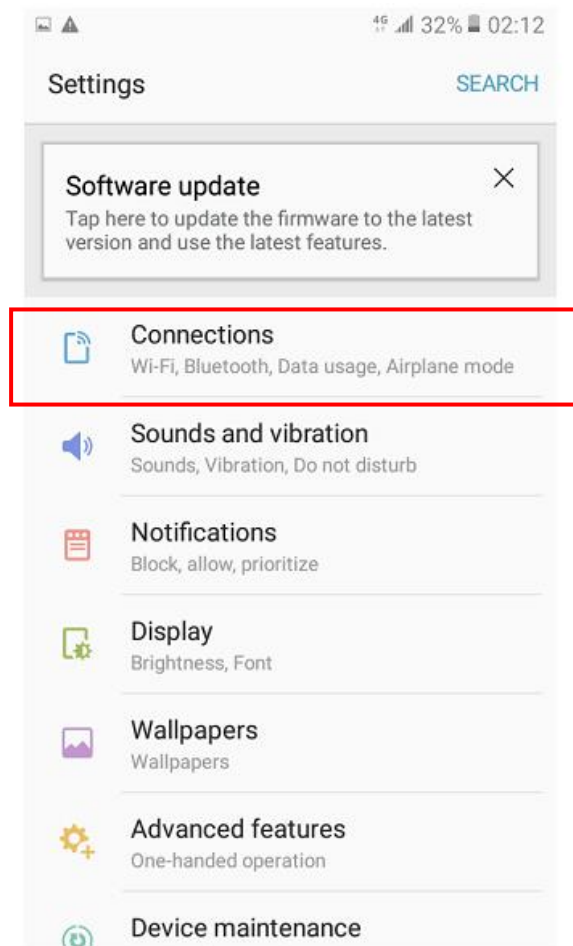 4G 32% 02:12
Settings SEARCH
Software update
Tap here to update the firmware to the latest
version and use the latest features.
Connections
Wi-Fi, Bluetooth, Data usage, Airplane mode
Sounds and vibration
Sounds, Vibration, Do not disturb
Notifications
Block, allow, prioritize
Display
Brightness, Font
Wallpapers
Wallpapers
Advanced features
One-handed operation
Device maintenance